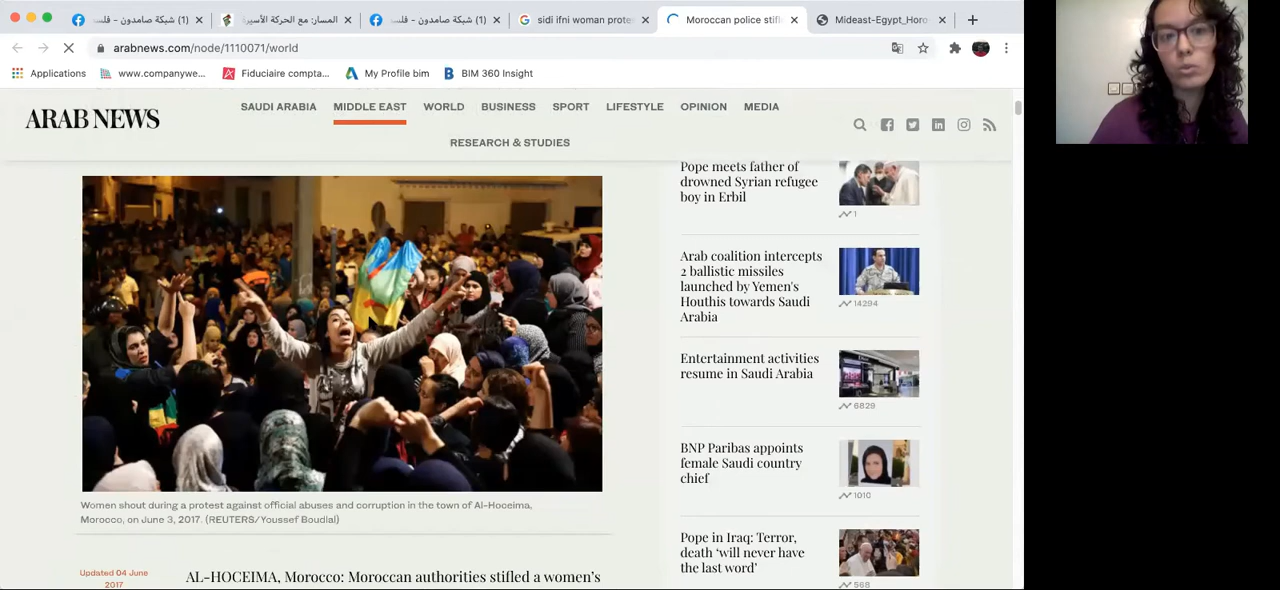 (1) شبكة صامدون - فلس
المسار: مع الحركة الأسير
(1) شبكة صامدون - فلس
sidi ifni woman prote
Moroccan police stifl
Mideast-Egypt_Horo
arabnews.com/node/1110071/world
Applications
www.companywe...
Fiduciaire compta...
My Profile bim
BIM 360 Insight
ARAB NEWS
SAUDI ARABIA
MIDDLE EAST
WORLD
BUSINESS
SPORT
LIFESTYLE
OPINION
MEDIA
RESEARCH & STUDIES
Women shout during a protest against official abuses and corruption in the town of Al-Hoceima,
Morocco, on June 3, 2017. (REUTERS/Youssef Boudlal)
Updated 04 June
2017
AL-HOCEIMA, Morocco: Moroccan authorities stifled a women's
Pope meets father of
drowned Syrian refugee
boy in Erbil
1
Arab coalition intercepts
2 ballistic missiles
launched by Yemen's
Houthis towards Saudi
Arabia
14294
Entertainment activities
resume in Saudi Arabia
6829
BNP Paribas appoints
female Saudi country
chief
1010
Pope in Iraq: Terror,
death 'will never have
the last word'
568